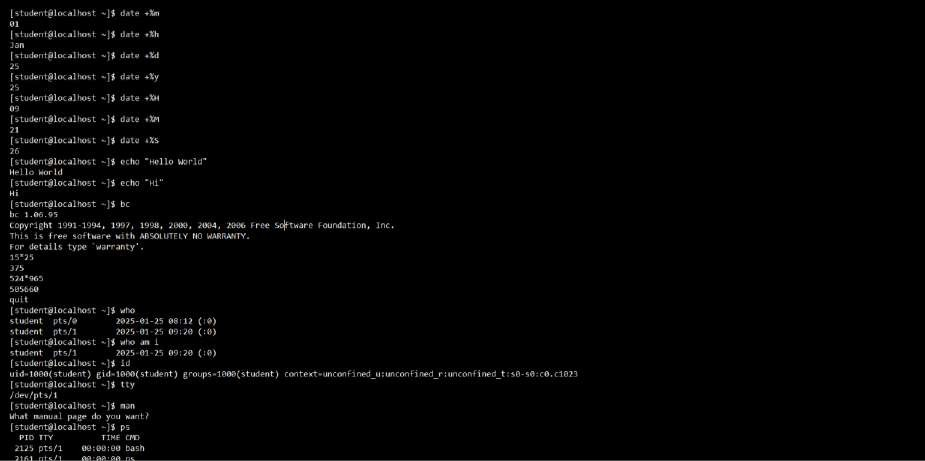 [student@localhost ~]$ date +%m
01
[student@localhost ~]$ date +%h
Jan
[student@localhost ~]$ date +%d
25
[student@localhost ~]$ date +%y
25
[student@localhost ~]$ date +%H
09
[student@localhost ~]$ date +%M
21
[student@localhost ~]$ date +%S
26
[student@localhost ~]$ echo "Hello World"
Hello World
[student@localhost ~]$ echo "Hi"
Hi
[student@localhost ~]$ bc
bc 1.06.95
Copyright 1991-1994, 1997, 1998, 2000, 2004, 2006 Free Software Foundation, Inc.
This is free software with ABSOLUTELY NO WARRANTY.
For details type `warranty'.
15*25
375
524*965
505660
quit
[student@localhost ~]$ who
student  pts/0        2025-01-25 08:12 (:0)
student  pts/1        2025-01-25 09:20 (:0)
[student@localhost ~]$ who am i
student  pts/1        2025-01-25 09:20 (:0)
[student@localhost ~]$ id
uid=1000(student) gid=1000(student) groups=1000(student) context=unconfined_u:unconfined_r:unconfined_t:s0-s0:c0.c1023
[student@localhost ~]$ tty
/dev/pts/1
[student@localhost ~]$ man
What manual page do you want?
[student@localhost ~]$ ps
  PID TTY          TIME CMD
 2125 pts/1    00:00:00 bash
 2161 pts/1    00:00:00 ps